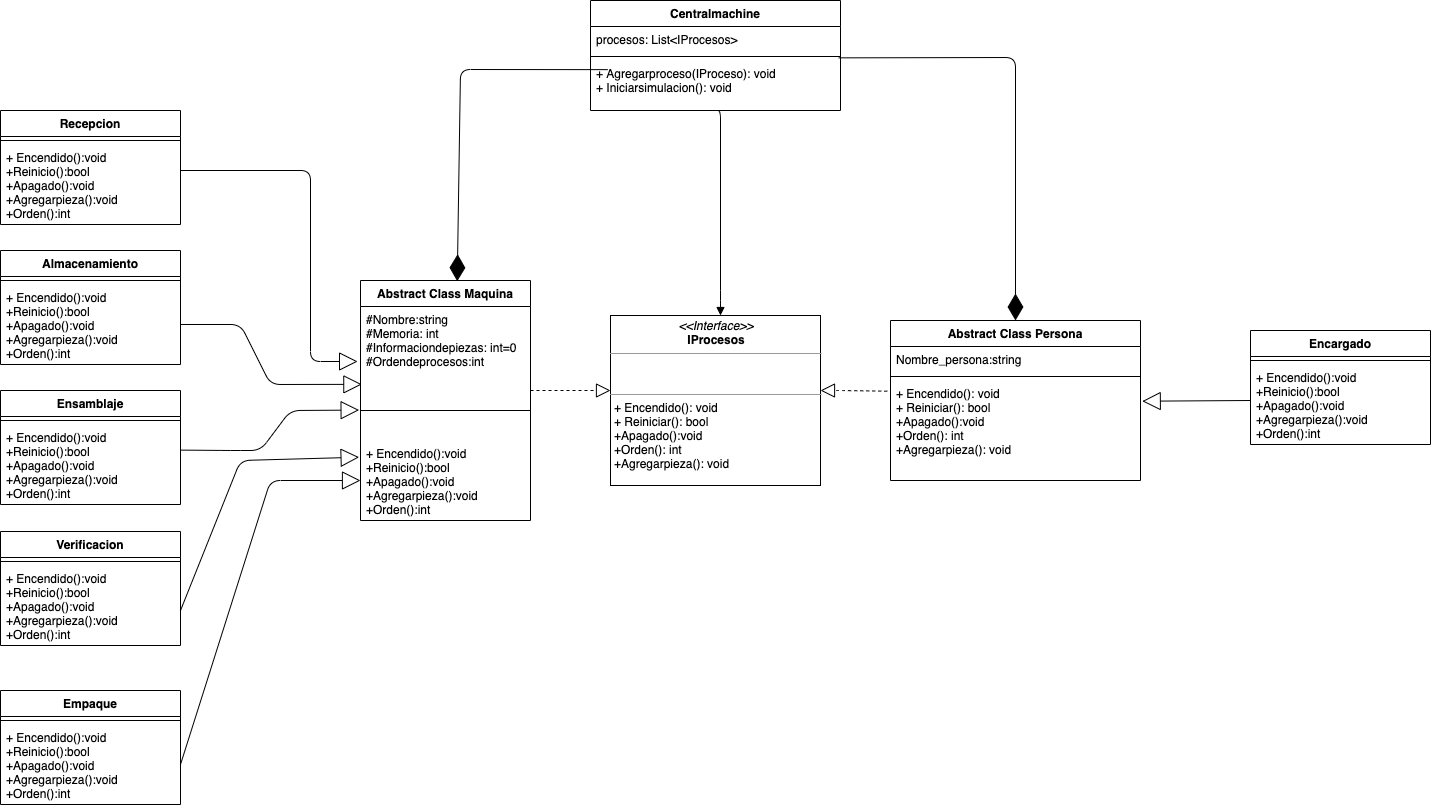 Centralmachine
procesos: List<IProcesos>
+ Agregarproceso(IProceso): void
+ Iniciarsimulacion(): void
Recepcion
+ Encendido():void
+Reinicio():bool
+Apagado():void
+Agregarpieza():void
+Orden():int
Almacenamiento
+ Encendido():void
+Reinicio():bool
+Apagado():void
+Agregarpieza():void
+Orden():int
Ensamblaje
+ Encendido():void
+Reinicio():bool
+Apagado():void
+Agregarpieza():void
+Orden():int
Verificacion
+ Encendido():void
+Reinicio():bool
+Apagado():void
+Agregarpieza():void
+Orden():int
Empaque
+ Encendido():void
+Reinicio():bool
+Apagado():void
+Agregarpieza():void
+Orden():int
Abstract Class Maquina
#Nombre:string
#Memoria: int
#Informaciondepiezas: int=0
#Ordendeprocesos:int
+ Encendido():void
+Reinicio():bool
+Apagado():void
+Agregarpieza():void
+Orden():int
<<Interface>>
IProcesos
+ Encendido(): void
+ Reiniciar(): bool
+Apagado():void
+Orden(): int
+Agregarpieza(): void
Abstract Class Persona
Nombre_persona:string
+ Encendido(): void
+ Reiniciar(): bool
+Apagado():void
+Orden(): int
+Agregarpieza(): void
Encargado
+ Encendido():void
+Reinicio():bool
+Apagado():void
+Agregarpieza():void
+Orden():int